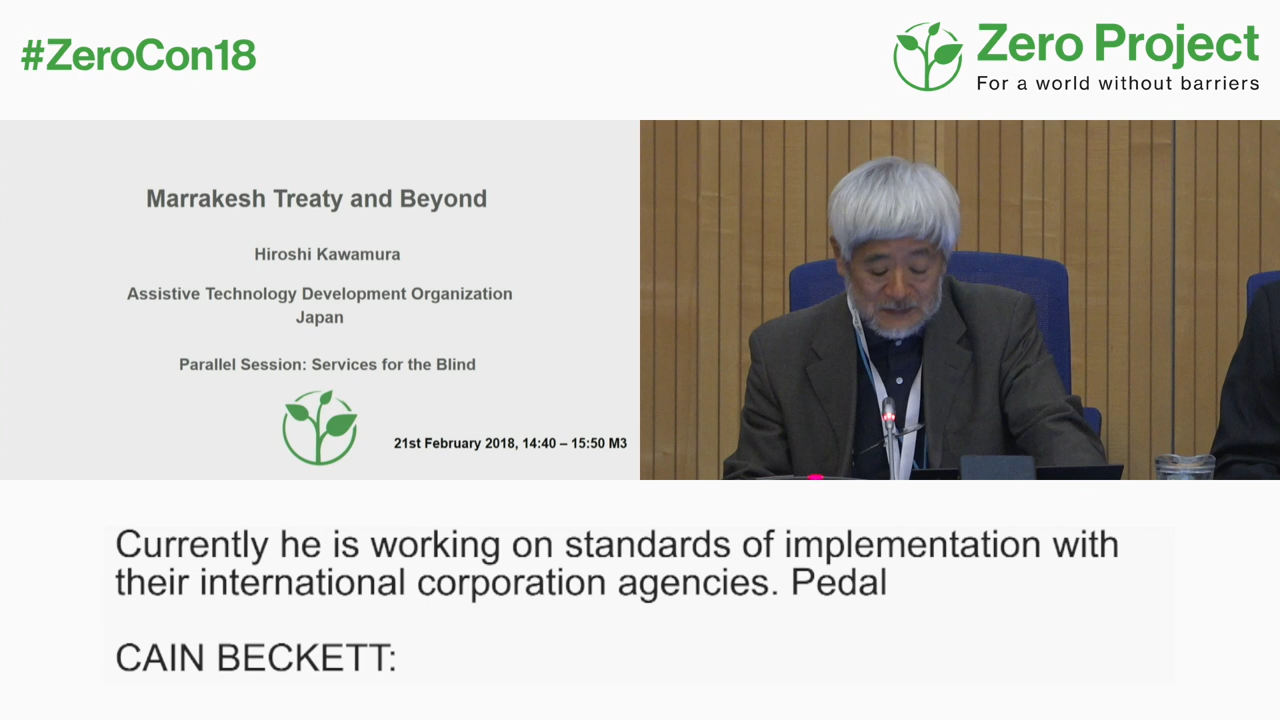 #ZeroCon18
Zero Project
For a world without barriers
Marrakesh Treaty and Beyond
Hiroshi Kawamura
Assistive Technology Development Organization
Japan
Parallel Session: Services for the Blind
21st February 2018, 14:40 – 15:50 M3
Currently he is working on standards of implementation with
their international corporation agencies. Pedal
CAIN BECKETT: